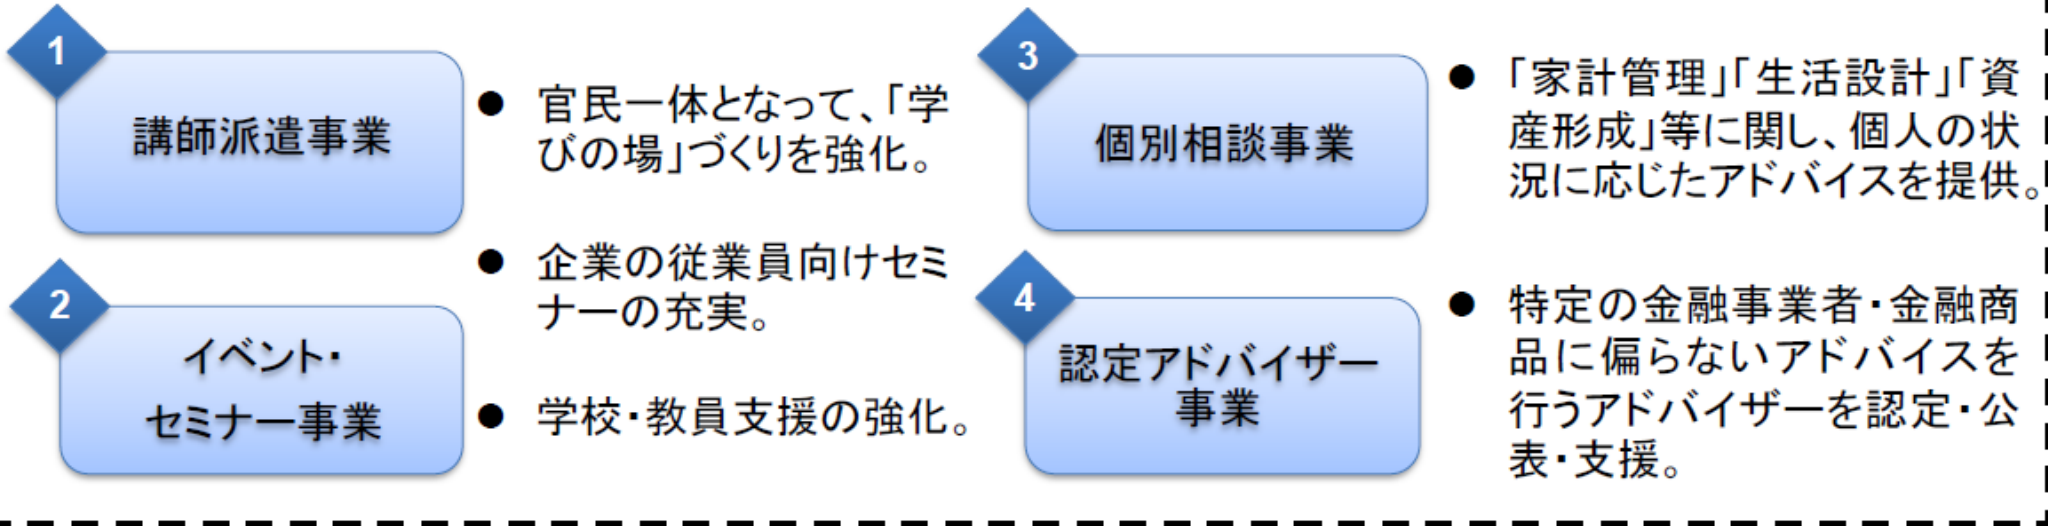 1
講師派遣事業
● 官民一体となって、「学
びの場」づくりを強化。
● 企業の従業員向けセミ
ナーの充実。
● 学校・教員支援の強化。
2
イベント・
セミナー事業
3
個別相談事業
● 「家計管理」「生活設計」「資
産形成」等に関し、個人の状
況に応じたアドバイスを提供。
4
認定アドバイザー
事業
● 特定の金融事業者・金融商
品に偏らないアドバイスを
行うアドバイザーを認定・公
表・支援。